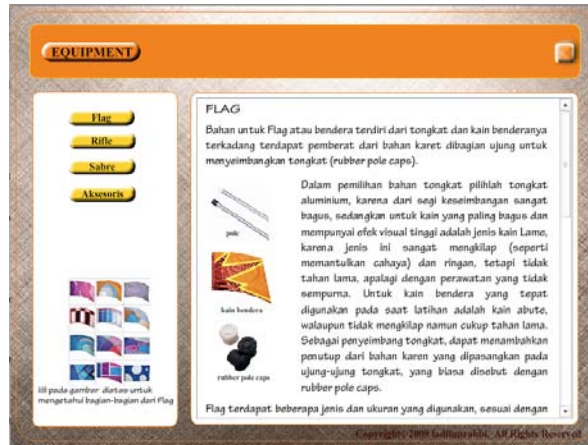 EQUIPMENT
Flag
Rifle
Sabre
Aksesoris
pada gambar diatas untuk
mengetahui bagian-bagian dari Flag
FLAG
Bahan untuk Flag atau bendera terdiri dari tongkat dan kain benderanya
terkadang terdapat pemberat dari bahan karet dibagian ujung untuk
menyeimbangkan tongkat (rubber pole caps).
pole
kain bendera
rubber pole caps
Dalam pemilihan bahan tongkat pilihlah tongkat
aluminium, karena dari segi keseimbangan sangat
bagus, sedangkan untuk kain yang paling bagus dan
mempunyai efek visual tinggi adalah jenis kain Lame,
karena jenis ini sangat mengkilap (seperti
memantulkan cahaya) dan ringan, tetapi tidak
tahan lama, apalagi dengan perawatan yang tidak
sempurna. Untuk kain bendera yang tepat
digunakan pada saat latihan adalah kain abute,
walaupun tidak mengkilap namun cukup tahan lama.
Sebagai penyeimbang tongkat, dapat menambahkan
penutup dari bahan karen yang dipasangkan pada
ujung-ujung tongkat, yang biasa disebut dengan
rubber pole caps.
Flag terdapat beberapa jenis dan ukuran yang digunakan, sesuai dengan
Copyright©2009 fadlunrabbi. All Rights Reserved